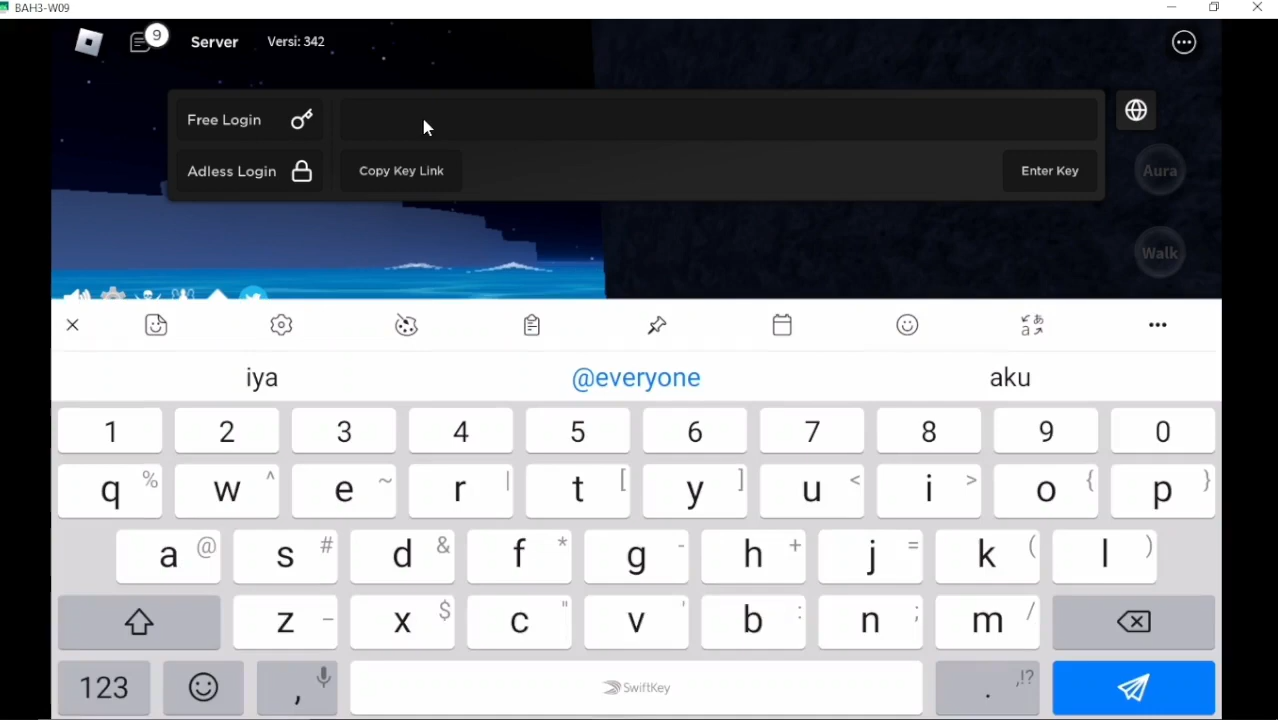 BAH3-W09
9
Server
Versi: 342
Free Login
Adless Login
Copy Key Link
Enter Key
Aura
Walk
iya
@everyone
aku
1 2 3 4 5 6 7 8 9 0
q % w ^ e ~ r | t [ y ] u < i > o { p }
a @ s # d & f * g - h + j = k ( l )
z _ x $ c " v ' b : n ; m /
123 , SwiftKey . ,!?